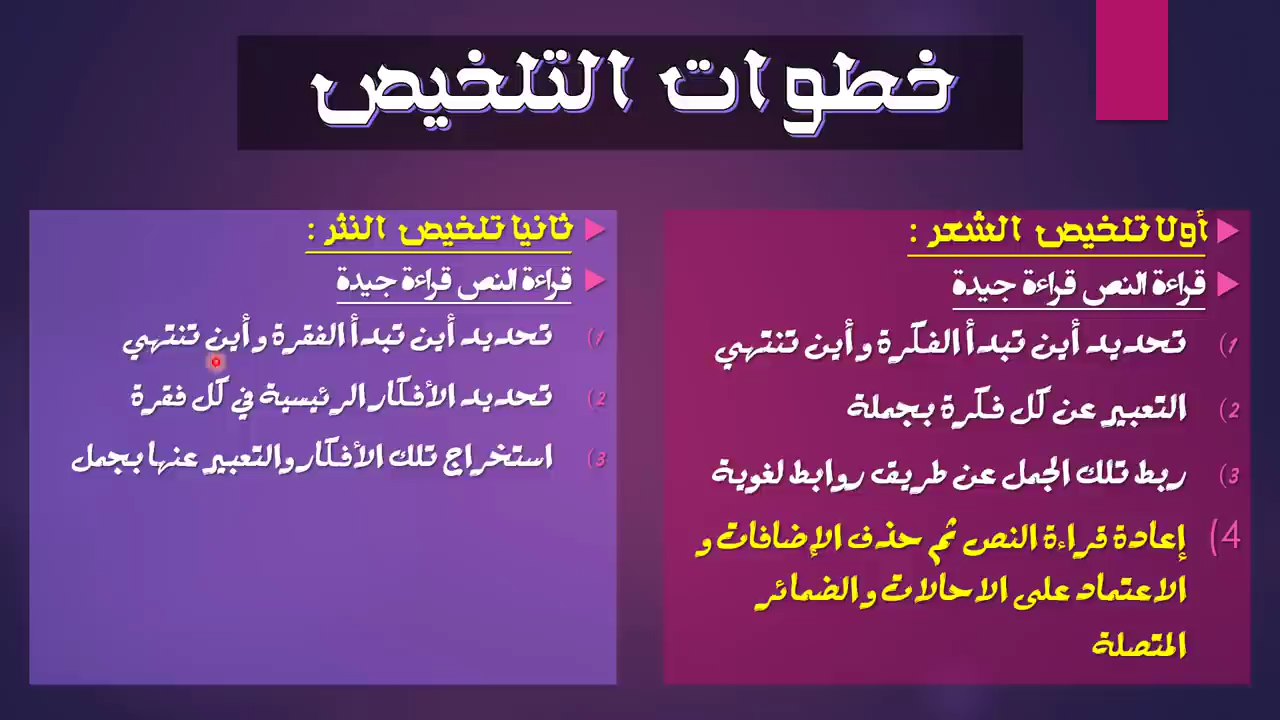 خطوات التلخيص
أولا تلخيص الشعر :
قراءة النص قراءة جيدة
1) تحديد أين تبدأ الفكرة و أين تنتهي
2) التعبير عن كل فكرة بجملة
3) ربط تلك الجمل عن طريق روابط لغوية
4) إعادة قراءة النص ثم حذف الإضافات و
الاعتماد على الاحالات و الضمائر
المتصلة
ثانيا تلخيص النثر :
قراءة النص قراءة جيدة
1) تحديد أين تبدأ الفقرة و أين تنتهي
2) تحديد الأفكار الرئيسية في كل فقرة
3) استخراج تلك الأفكار والتعبير عنها بجمل